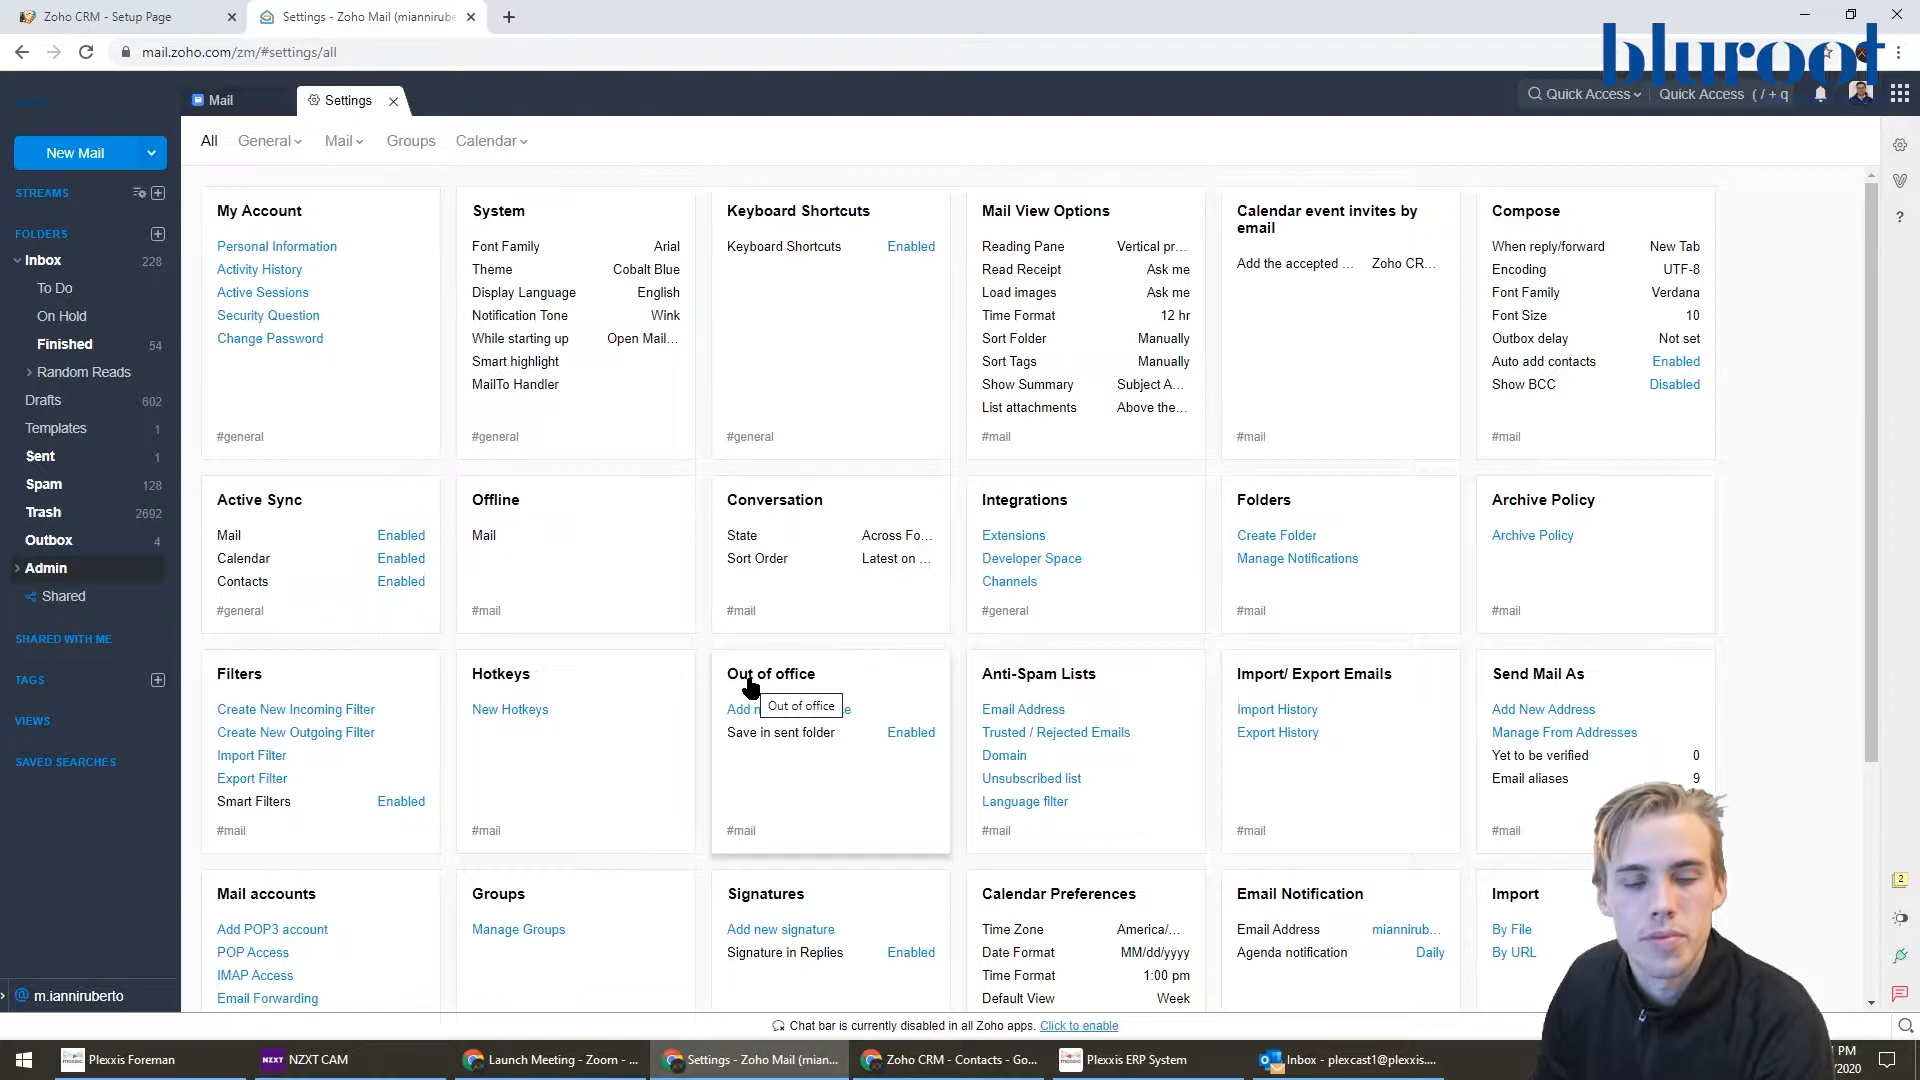 Zoho CRM - Setup Page
Settings - Zoho Mail (mianniruberto
mail.zoho.com/zm/#settings/all
bluroot
Mail
Settings
Quick Access
Quick Access ( / + q
New Mail
All General Mail Groups Calendar
STREAMS
FOLDERS
Inbox 228
To Do
On Hold
Finished 54
Random Reads
Drafts 602
Templates 1
Sent 1
Spam 128
Trash 2692
Outbox 4
Admin
Shared
SHARED WITH ME
TAGS
VIEWS
SAVED SEARCHES
@ m.ianniruberto
My Account
Personal Information
Activity History
Active Sessions
Security Question
Change Password
#general
System
Font Family Arial
Theme Cobalt Blue
Display Language English
Notification Tone Wink
While starting up Open Mail...
Smart highlight
MailTo Handler
#general
Keyboard Shortcuts
Keyboard Shortcuts Enabled
#general
Mail View Options
Reading Pane Vertical pr...
Read Receipt Ask me
Load images Ask me
Time Format 12 hr
Sort Folder Manually
Sort Tags Manually
Show Summary Subject A...
List attachments Above the...
#mail
Calendar event invites by
email
Add the accepted ... Zoho CR...
#mail
Compose
When reply/forward New Tab
Encoding UTF-8
Font Family Verdana
Font Size 10
Outbox delay Not set
Auto add contacts Enabled
Show BCC Disabled
#mail
Active Sync
Mail Enabled
Calendar Enabled
Contacts Enabled
#general
Offline
Mail
#mail
Conversation
State Across Fo...
Sort Order Latest on ...
#mail
Integrations
Extensions
Developer Space
Channels
#general
Folders
Create Folder
Manage Notifications
#mail
Archive Policy
Archive Policy
#mail
Filters
Create New Incoming Filter
Create New Outgoing Filter
Import Filter
Export Filter
Smart Filters Enabled
#mail
Hotkeys
New Hotkeys
#mail
Out of office
Add
Out of office
Save in sent folder Enabled
#mail
Anti-Spam Lists
Email Address
Trusted / Rejected Emails
Domain
Unsubscribed list
Language filter
#mail
Import/ Export Emails
Import History
Export History
#mail
Send Mail As
Add New Address
Manage From Addresses
Yet to be verified 0
Email aliases 9
#mail
Mail accounts
Add POP3 account
POP Access
IMAP Access
Email Forwarding
Groups
Manage Groups
Signatures
Add new signature
Signature in Replies Enabled
Calendar Preferences
Time Zone America/...
Date Format MM/dd/yyyy
Time Format 1:00 pm
Default View Week
Email Notification
Email Address miannirub...
Agenda notification Daily
Import
By File
By URL
2
Chat bar is currently disabled in all Zoho apps. Click to enable
Plexxis Foreman
NZXT NZXT CAM
Launch Meeting - Zoom - ...
Settings - Zoho Mail (mian...
Zoho CRM - Contacts - Go...
Plexxis ERP System
Inbox - plexcast1@plexxis....
PM
/2020